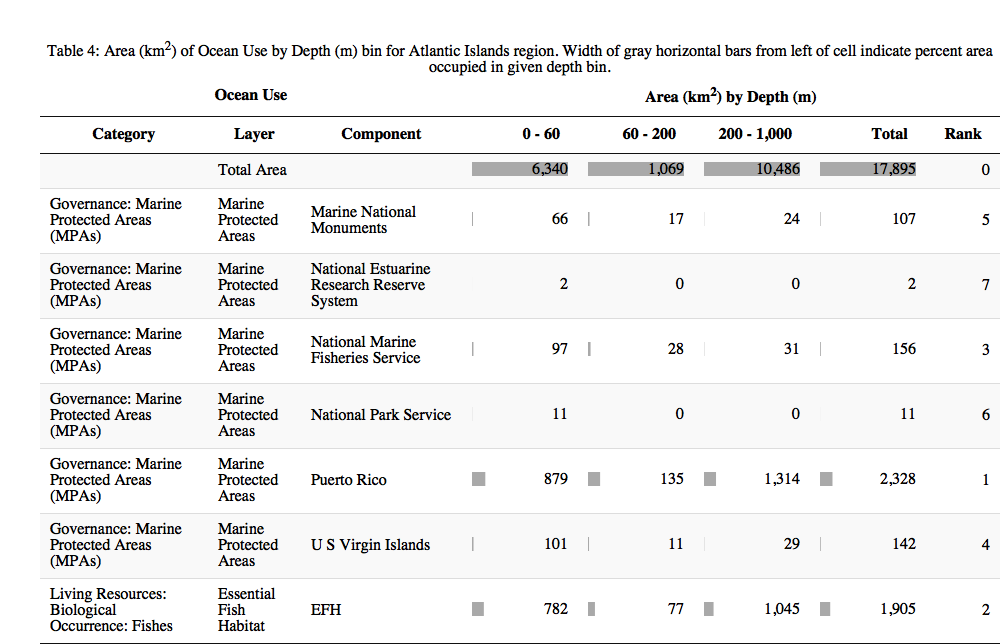 Table 4: Area (km2) of Ocean Use by Depth (m) bin for Atlantic Islands region. Width of gray horizontal bars from left of cell indicate percent area
occupied in given depth bin.
Ocean Use Area (km2) by Depth (m)
Category Layer Component 0 - 60 60 - 200 200 - 1,000 Total Rank
Total Area 6,340 1,069 10,486 17,895 0
Governance: Marine
Protected Areas
(MPAs)
Marine
Protected
Areas
Marine National
Monuments
66 17 24 107 5
Governance: Marine
Protected Areas
(MPAs)
Marine
Protected
Areas
National Estuarine
Research Reserve
System
2 0 0 2 7
Governance: Marine
Protected Areas
(MPAs)
Marine
Protected
Areas
National Marine
Fisheries Service
97 28 31 156 3
Governance: Marine
Protected Areas
(MPAs)
Marine
Protected
Areas
National Park Service
11 0 0 11 6
Governance: Marine
Protected Areas
(MPAs)
Marine
Protected
Areas
Puerto Rico
879 135 1,314 2,328 1
Governance: Marine
Protected Areas
(MPAs)
Marine
Protected
Areas
U S Virgin Islands
101 11 29 142 4
Living Resources:
Biological
Occurrence: Fishes
Essential
Fish
Habitat
EFH
782 77 1,045 1,905 2